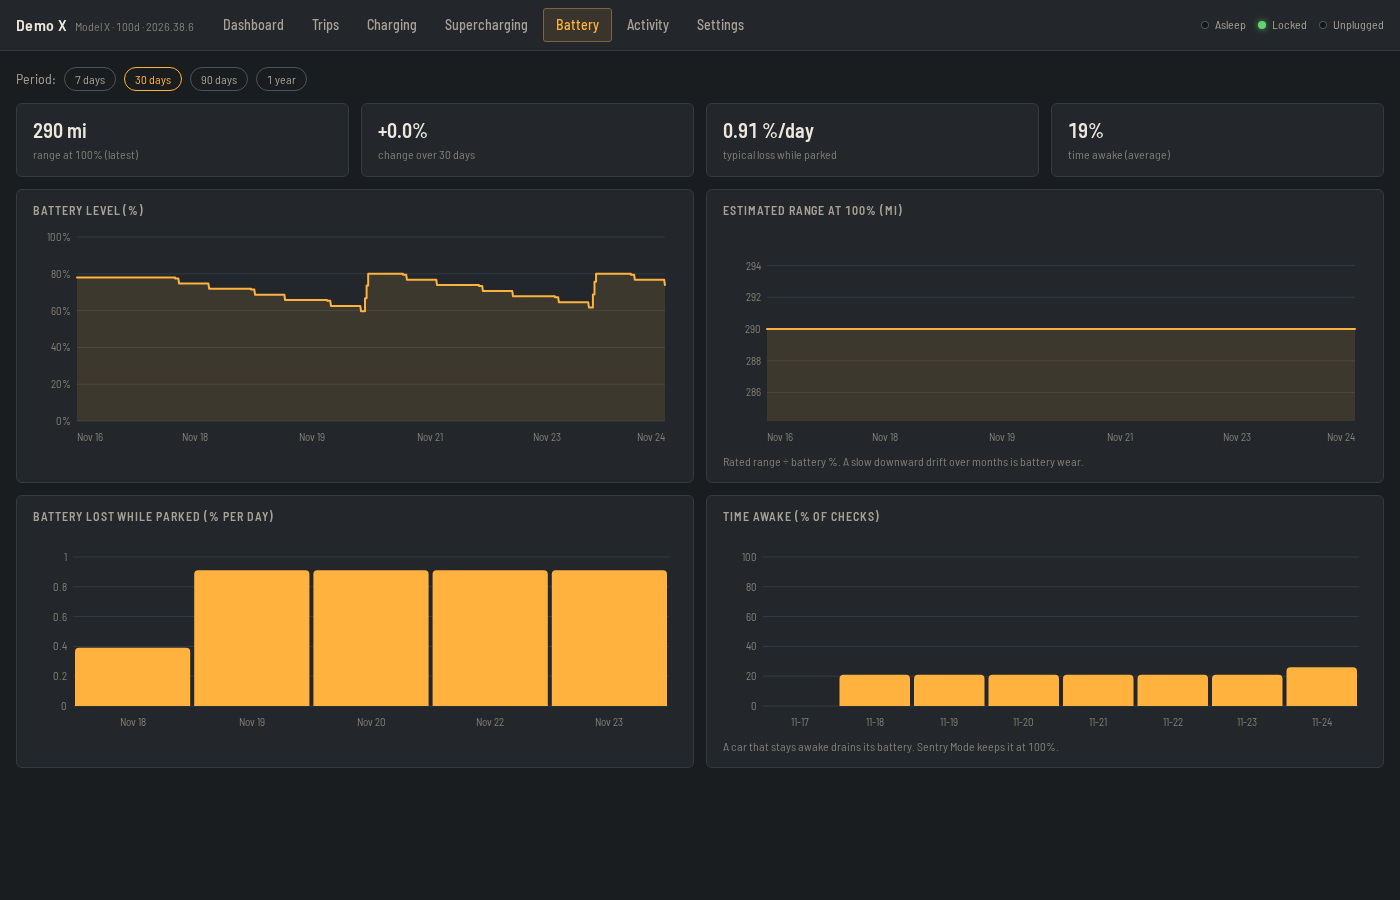 Demo X Model X · 100d · 2026.38.6 Dashboard Trips Charging Supercharging Battery Activity Settings Asleep Locked Unplugged
Period: 7 days 30 days 90 days 1 year
290 mi
range at 100% (latest)
+0.0%
change over 30 days
0.91 %/day
typical loss while parked
19%
time awake (average)
BATTERY LEVEL (%)
100%
80%
60%
40%
20%
0%
Nov 16 Nov 18 Nov 19 Nov 21 Nov 23 Nov 24
ESTIMATED RANGE AT 100% (MI)
294
292
290
288
286
Nov 16 Nov 18 Nov 19 Nov 21 Nov 23 Nov 24
Rated range ÷ battery %. A slow downward drift over months is battery wear.
BATTERY LOST WHILE PARKED (% PER DAY)
1
0.8
0.6
0.4
0.2
0
Nov 18 Nov 19 Nov 20 Nov 22 Nov 23
TIME AWAKE (% OF CHECKS)
100
80
60
40
20
0
11-17 11-18 11-19 11-20 11-21 11-22 11-23 11-24
A car that stays awake drains its battery. Sentry Mode keeps it at 100%.